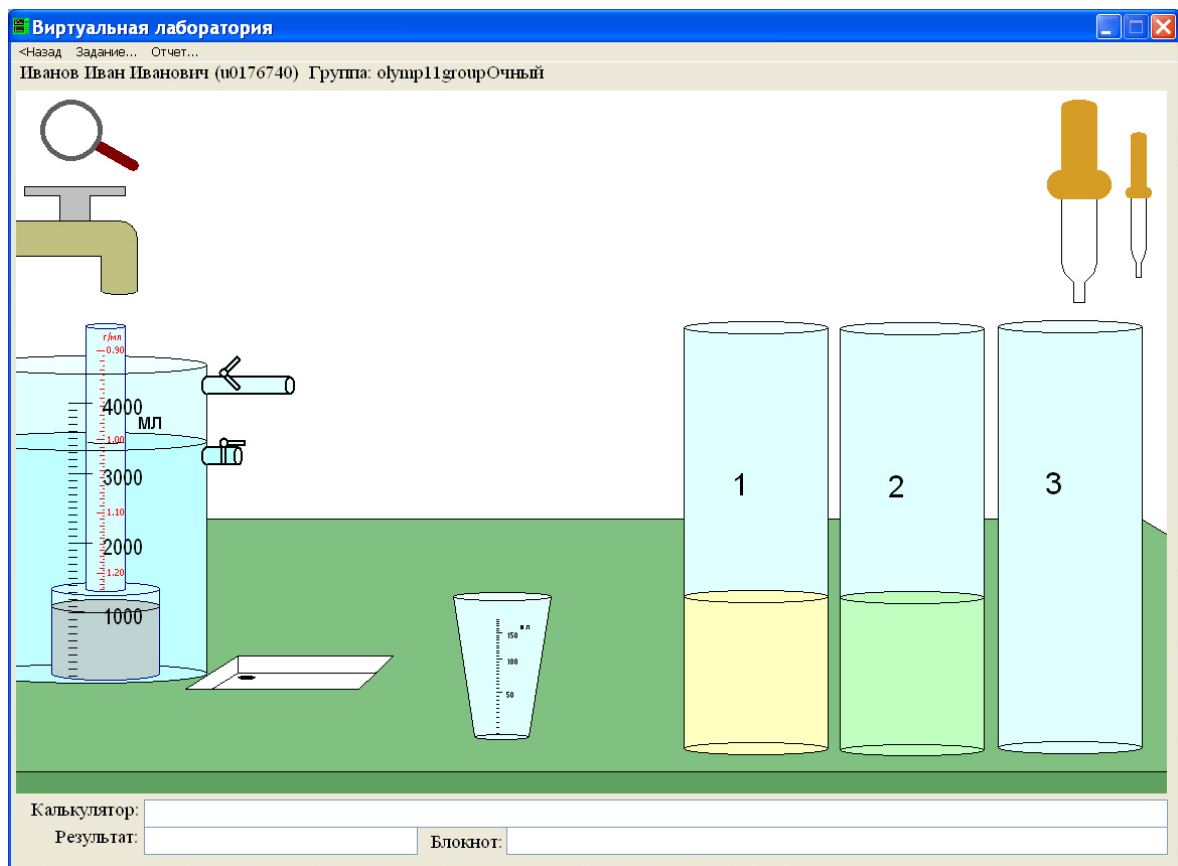 Виртуальная лаборатория
<Назад Задание... Отчет...
Иванов Иван Иванович (u0176740) Группа: olymp11groupОчный
г/мл
0.90
4000
мл
1.00
3000
1.10
2000
1.20
1000
мл
150
100
50
1
2
3
Калькулятор:
Результат:
Блокнот: